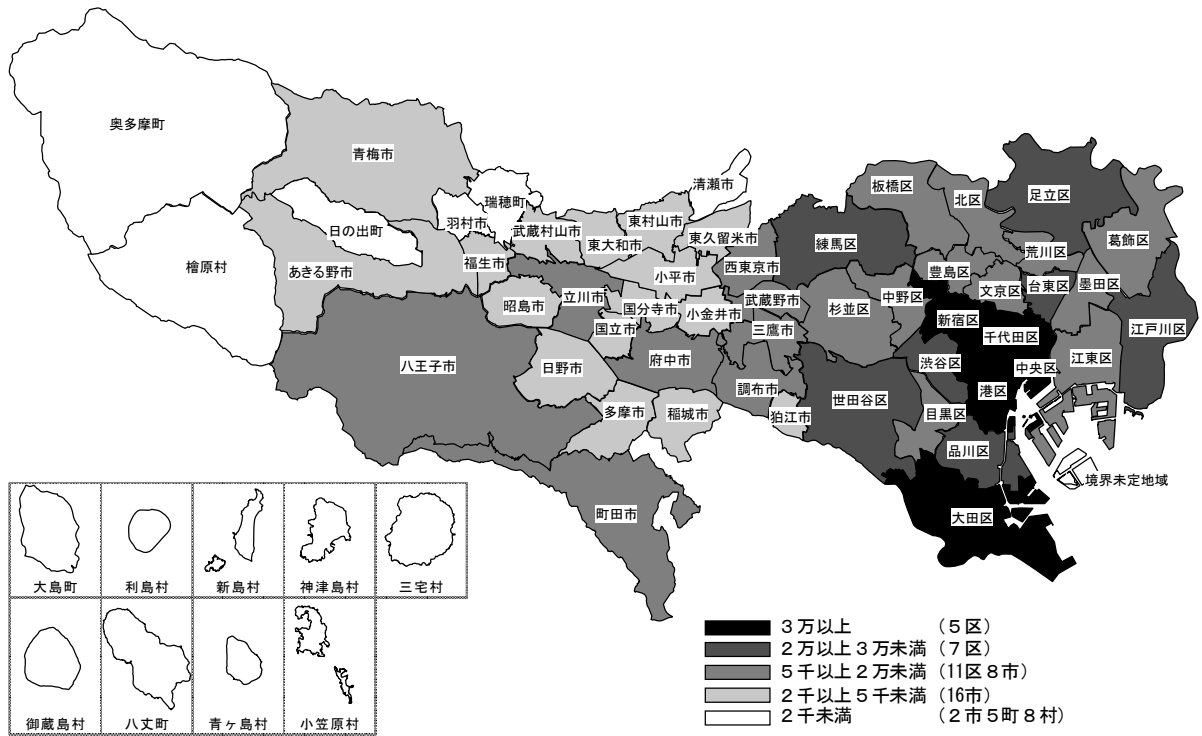 奥多摩町
青梅市
清瀬市
瑞穂町
羽村市
日の出町
檜原村
あきる野市
福生市
武蔵村山市
東大和市
東村山市
東久留米市
西東京市
小平市
昭島市
立川市
国分寺市
小金井市
武蔵野市
国立市
三鷹市
八王子市
日野市
府中市
調布市
多摩市
稲城市
狛江市
町田市
板橋区
北区
足立区
練馬区
荒川区
葛飾区
豊島区
文京区
台東区
墨田区
杉並区
中野区
新宿区
千代田区
江戸川区
渋谷区
中央区
江東区
世田谷区
目黒区
港区
品川区
大田区
境界未定地域
大島町
利島村
新島村
神津島村
三宅村
御蔵島村
八丈町
青ヶ島村
小笠原村
3万以上 (5区)
2万以上3万未満 (7区)
5千以上2万未満 (11区8市)
2千以上5千未満 (16市)
2千未満 (2市5町8村)